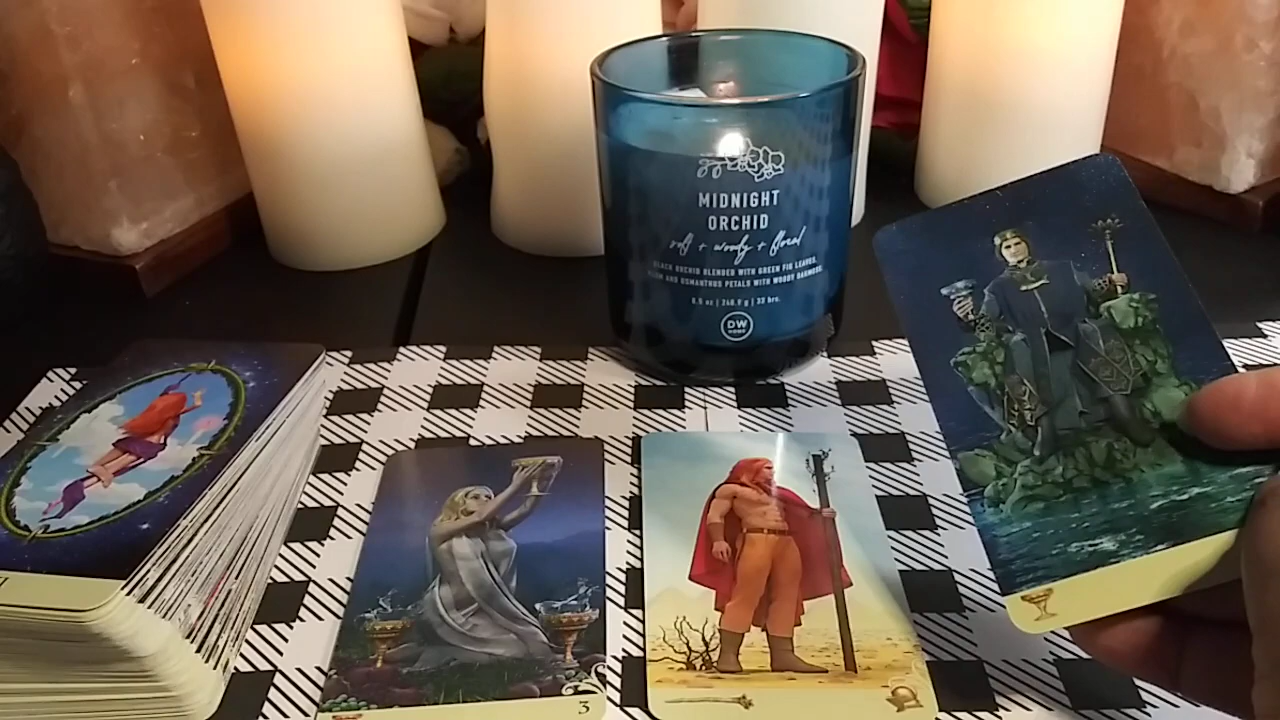 MIDNIGHT
ORCHID
soft + woody + floral
BLACK ORCHID BLENDED WITH GREEN FIG LEAVES,
PLUM AND OSMANTHUS PETALS WITH WOODY OAKMOSS.
DW
HOME
3